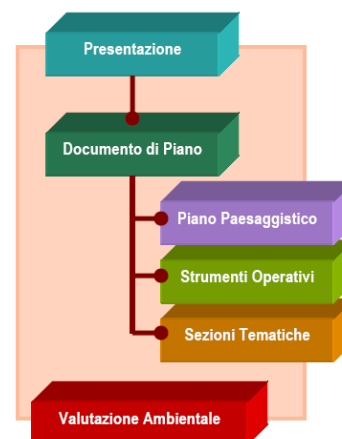 Presentazione
Documento di Piano
Piano Paesaggistico
Strumenti Operativi
Sezioni Tematiche
Valutazione Ambientale